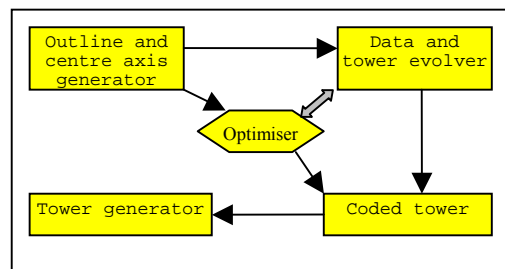 Outline and
centre axis
generator
Data and
tower evolver
Optimiser
Tower generator
Coded tower